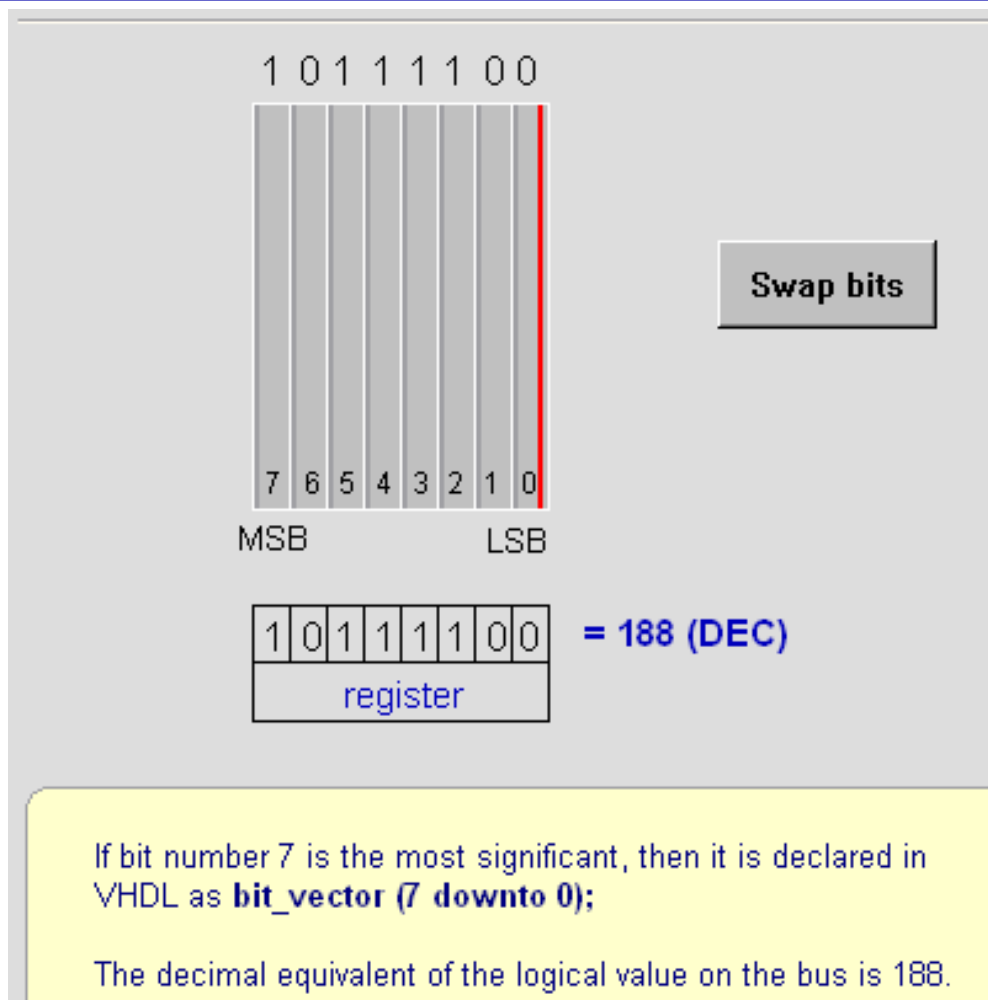 1 0 1 1 1 1 0 0
Swap bits
7 6 5 4 3 2 1 0
MSB LSB
1 0 1 1 1 1 0 0 = 188 (DEC)
register
If bit number 7 is the most significant, then it is declared in
VHDL as bit_vector (7 downto 0);
The decimal equivalent of the logical value on the bus is 188.